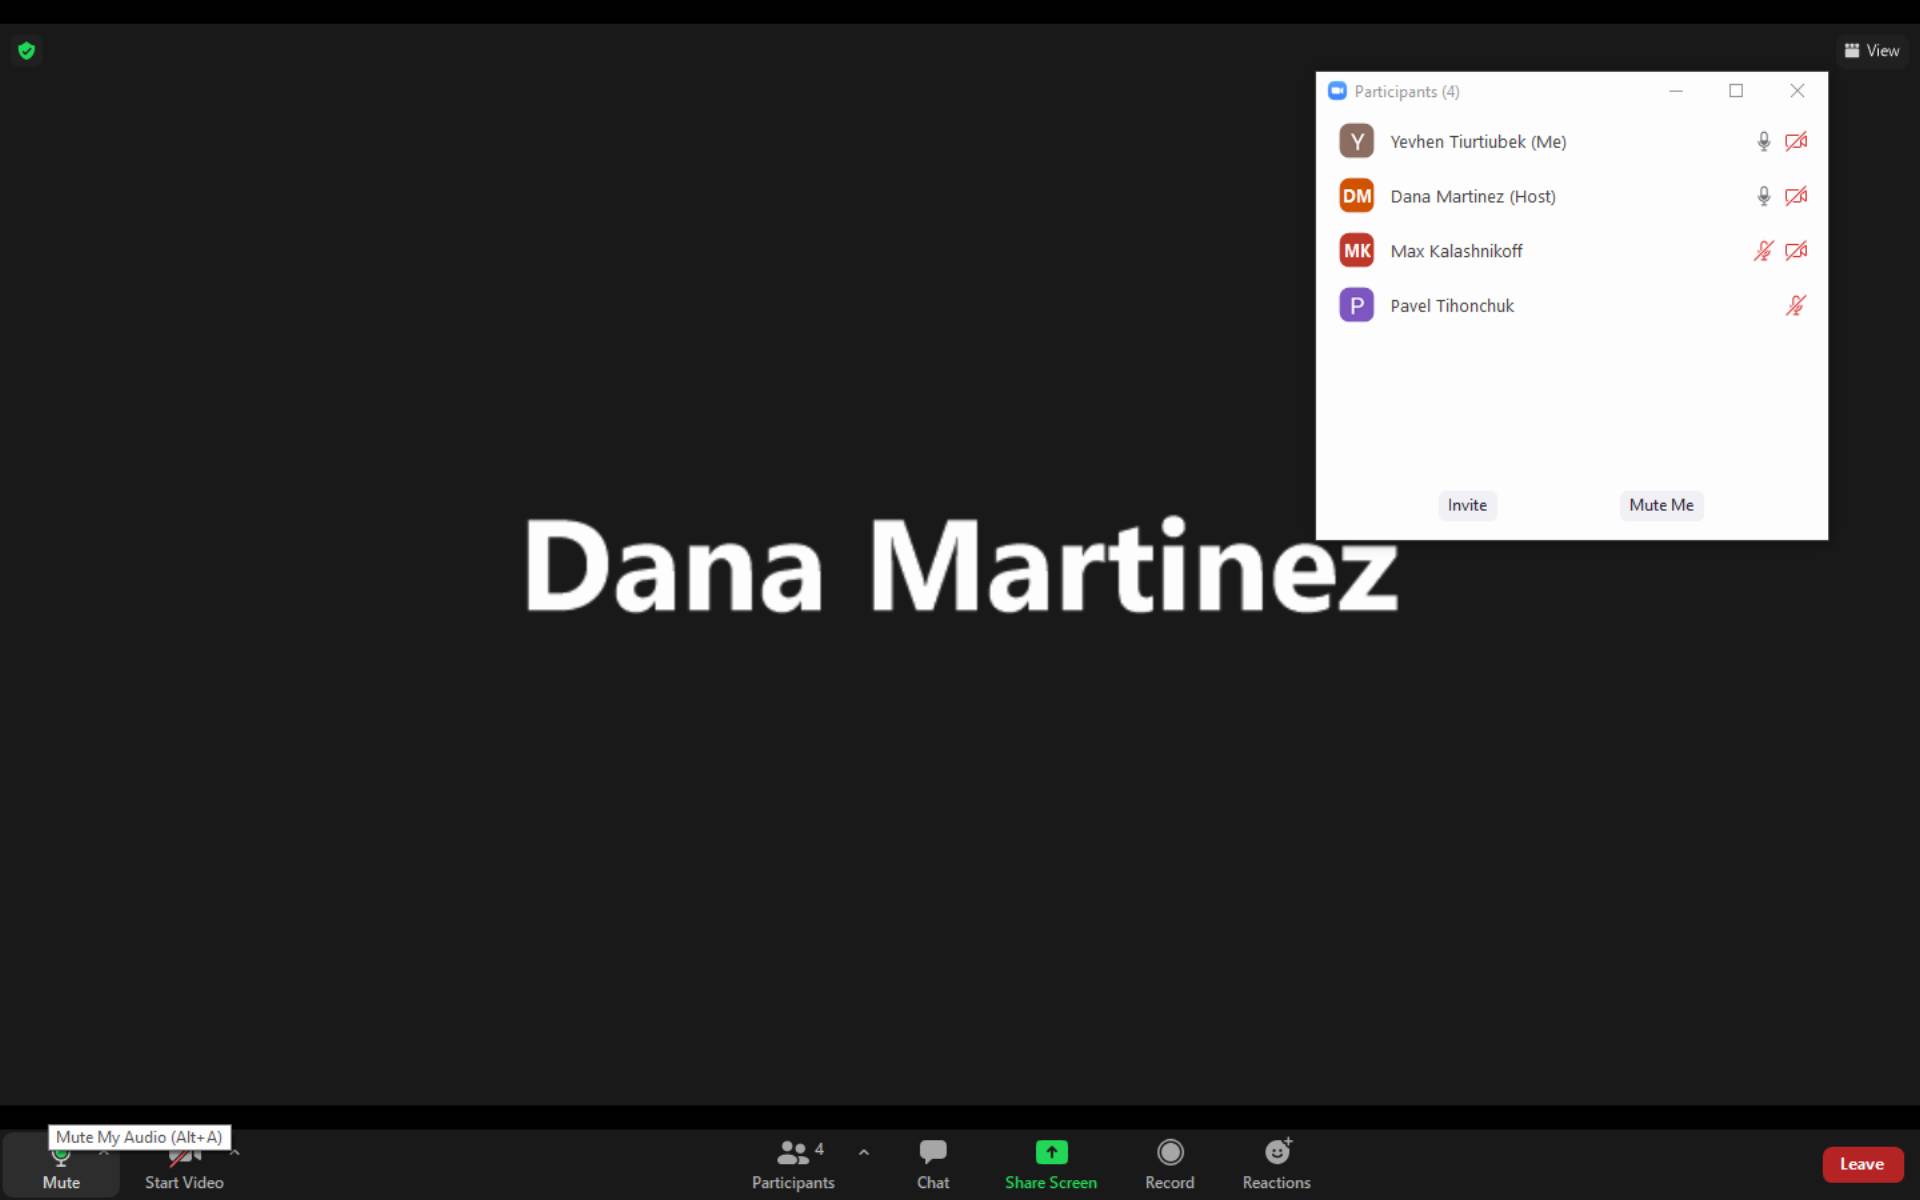 View
Participants (4)
Y Yevhen Tiurtiubek (Me)
DM Dana Martinez (Host)
MK Max Kalashnikoff
P Pavel Tihonchuk
Invite Mute Me
Dana Martinez
Mute My Audio (Alt+A)
4
Mute Start Video Participants Chat Share Screen Record Reactions Leave